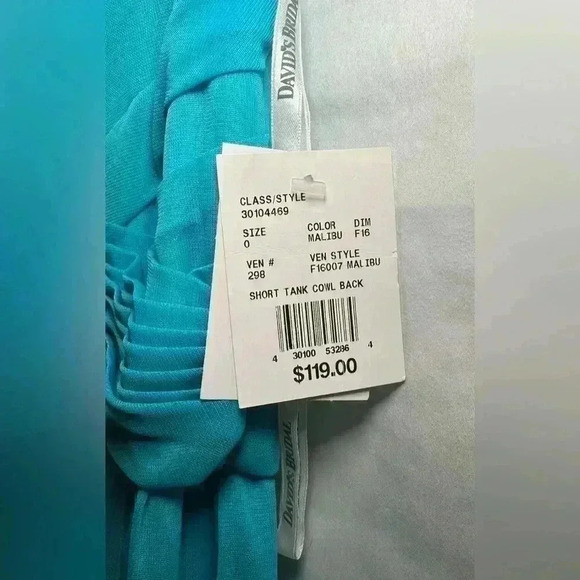 DAVID'S BRIDAL
CLASS/STYLE
30104469
SIZE COLOR DIM
0 MALIBU F16
VEN # VEN STYLE
298 F16007 MALIBU
SHORT TANK COWL BACK
4 30100 53286 4
$119.00
DAVID'S BRIDAL